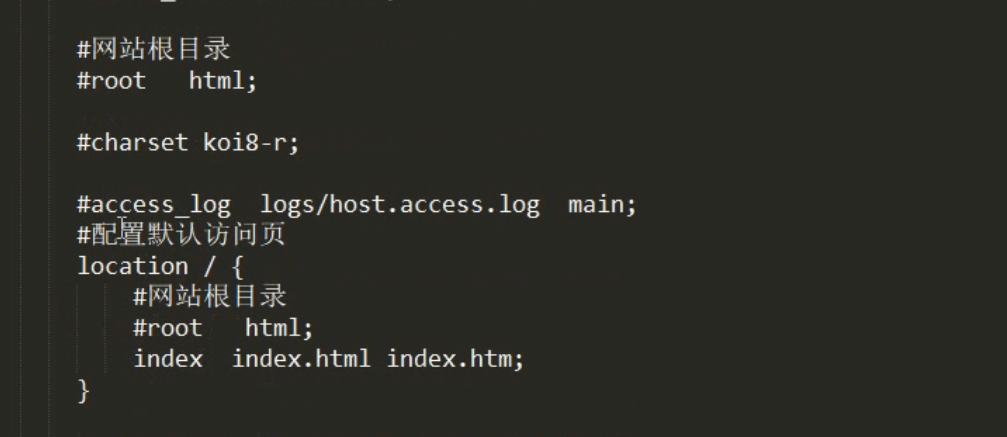 #网站根目录
#root   html;
#charset koi8-r;
#access_log  logs/host.access.log  main;
#配置默认访问页
location / {
#网站根目录
#root   html;
index  index.html index.htm;
}